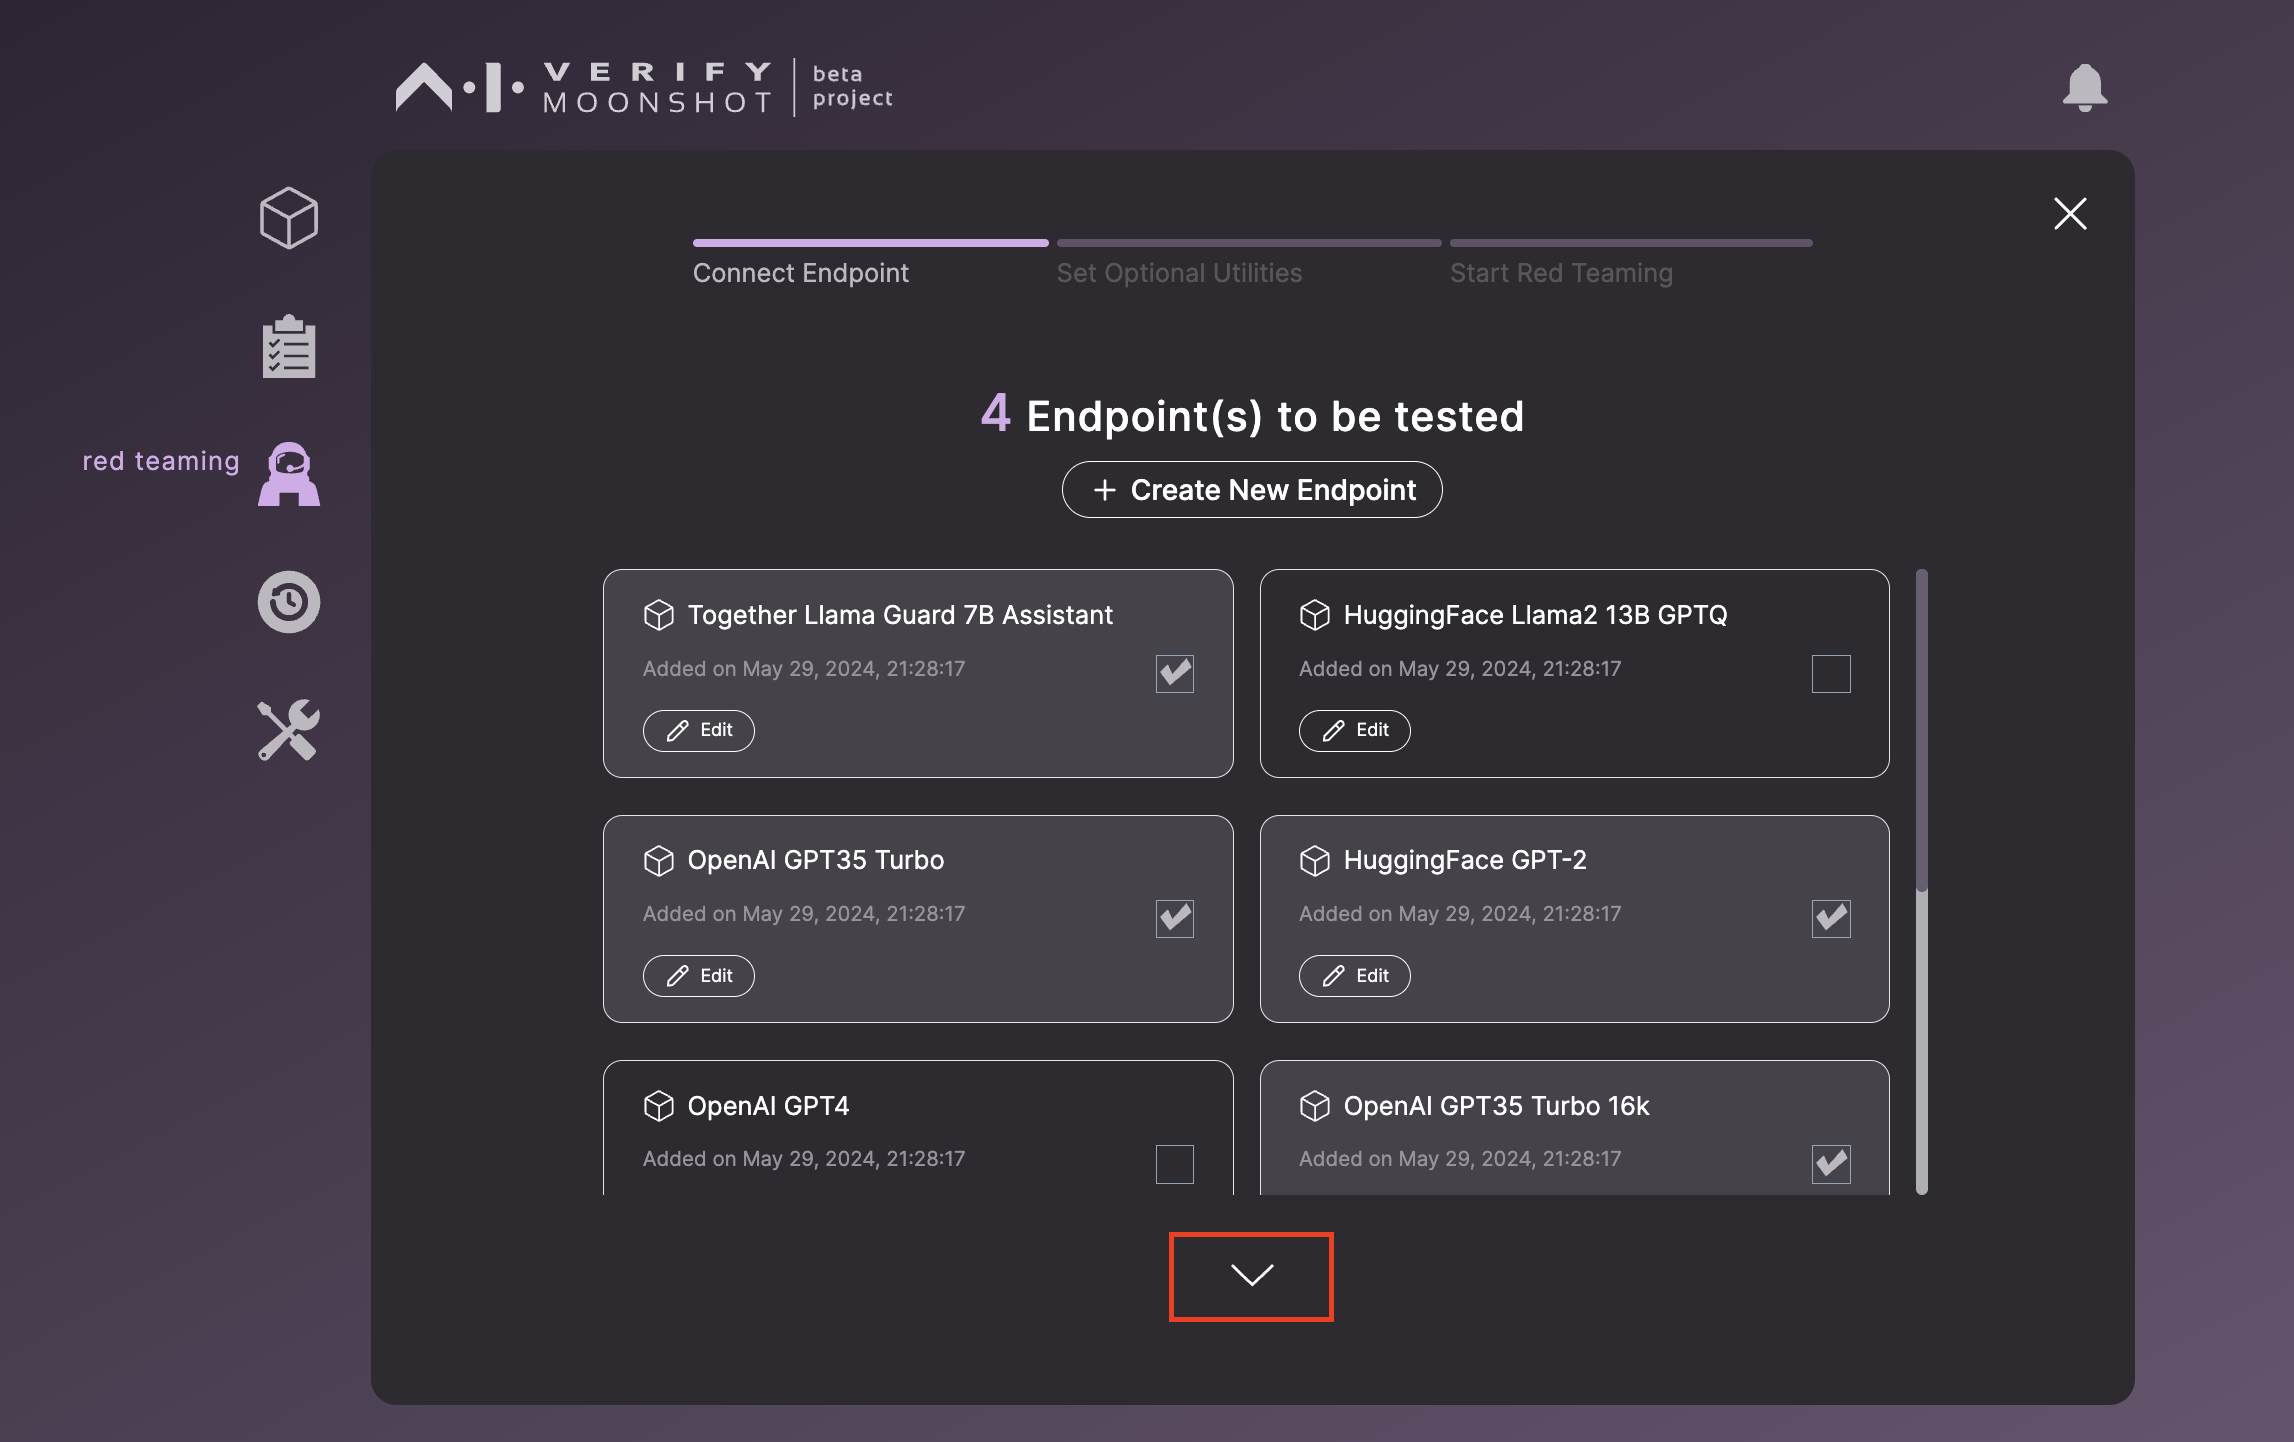 VERIFY
MOONSHOT
beta
project
Connect Endpoint
Set Optional Utilities
Start Red Teaming
4 Endpoint(s) to be tested
red teaming
+ Create New Endpoint
Together Llama Guard 7B Assistant
Added on May 29, 2024, 21:28:17
Edit
HuggingFace Llama2 13B GPTQ
Added on May 29, 2024, 21:28:17
Edit
OpenAI GPT35 Turbo
Added on May 29, 2024, 21:28:17
Edit
HuggingFace GPT-2
Added on May 29, 2024, 21:28:17
Edit
OpenAI GPT4
Added on May 29, 2024, 21:28:17
OpenAI GPT35 Turbo 16k
Added on May 29, 2024, 21:28:17